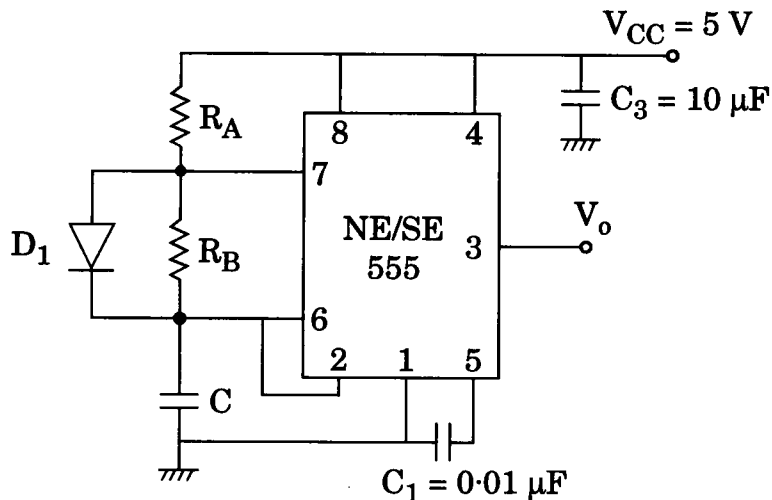 V_CC = 5 V
C_3 = 10 μF
R_A
8
4
7
D_1
R_B
NE/SE
555
3
V_o
6
2
1
5
C
C_1 = 0·01 μF